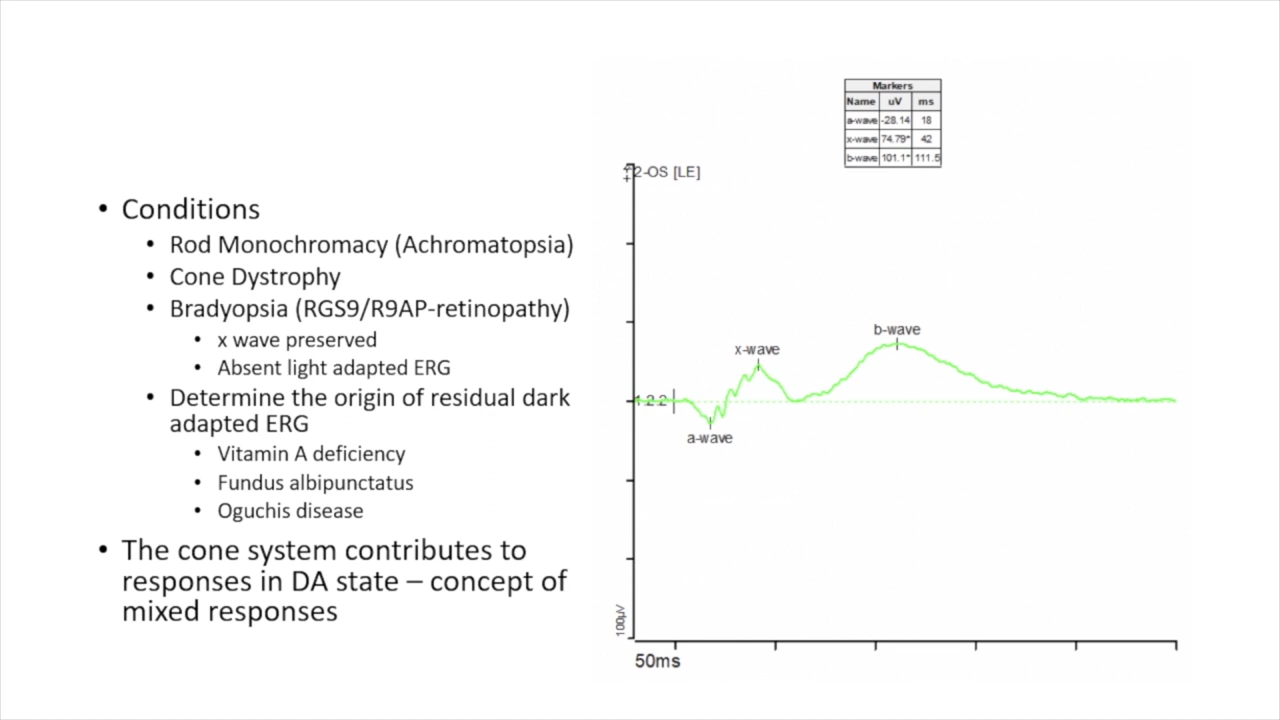 • Conditions
• Rod Monochromacy (Achromatopsia)
• Cone Dystrophy
• Bradyopsia (RGS9/R9AP-retinopathy)
• x wave preserved
• Absent light adapted ERG
• Determine the origin of residual dark
adapted ERG
• Vitamin A deficiency
• Fundus albipunctatus
• Oguchis disease
• The cone system contributes to
responses in DA state – concept of
mixed responses
Markers
Name uV ms
a-wave -28.14 18
x-wave 74.79* 42
b-wave 101.1* 111.5
2-OS [LE]
b-wave
x-wave
1.2.2
a-wave
100µV
50ms